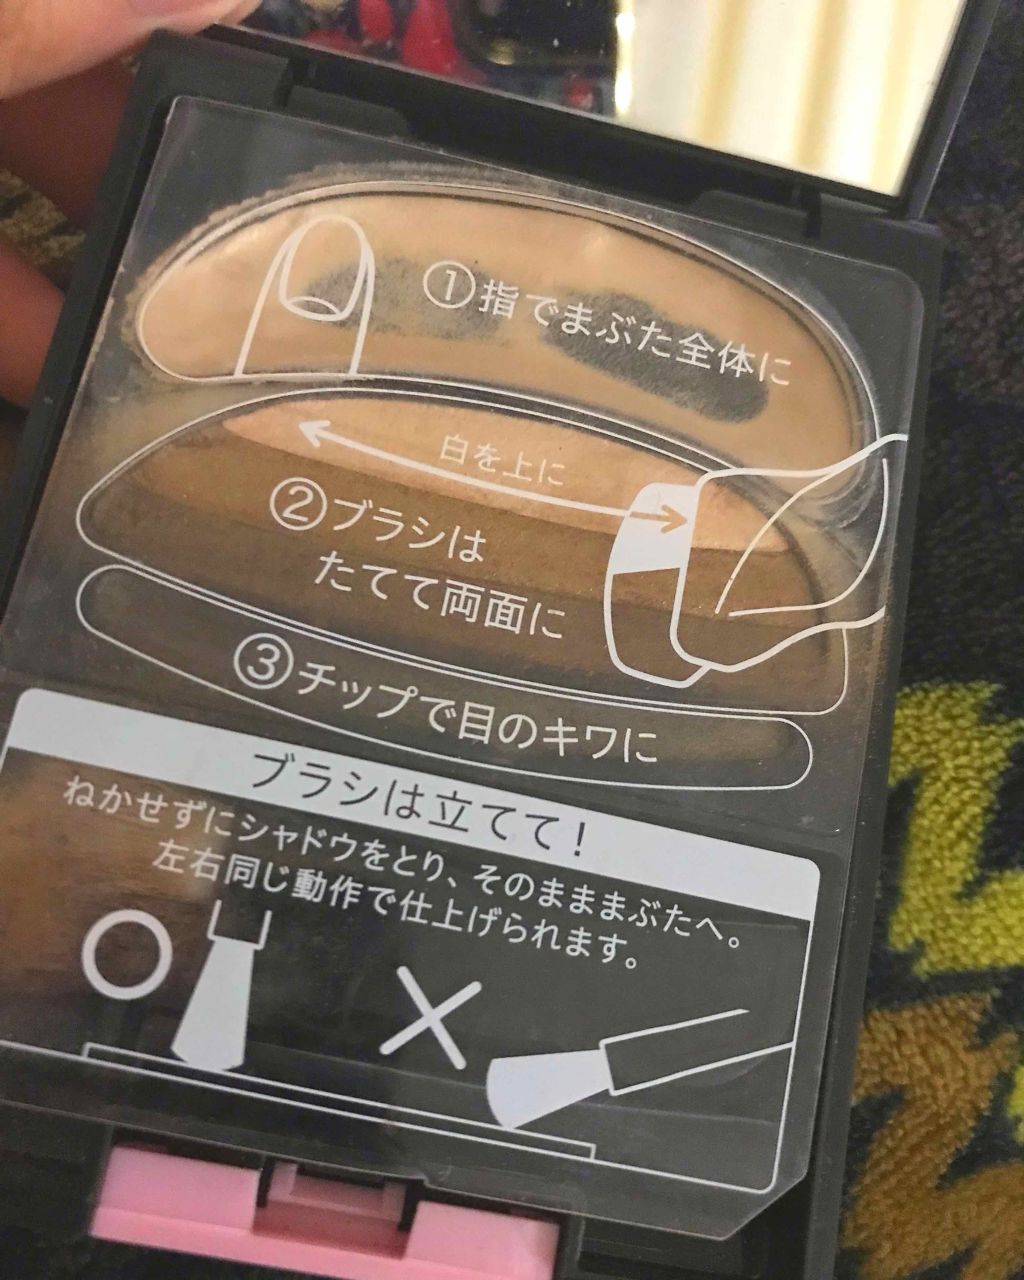 ①指でまぶた全体に
白を上に
②ブラシは
たてて両面に
③チップで目のキワに
ブラシは立てて！
ねかせずにシャドウをとり、そのまままぶたへ。
左右同じ動作で仕上げられます。